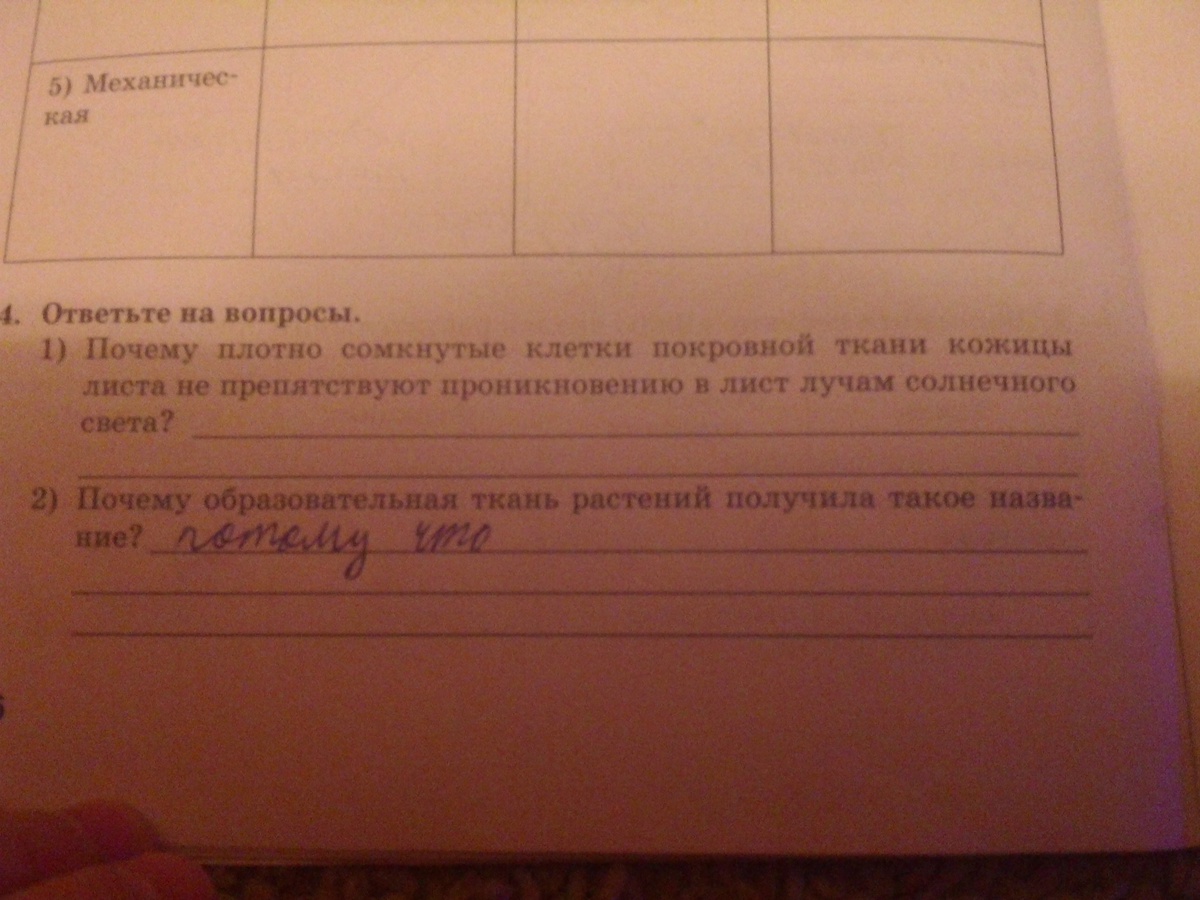 5) Механичес-
кая
4. Ответьте на вопросы.
1) Почему плотно сомкнутые клетки покровной ткани кожицы
листа не препятствуют проникновению в лист лучам солнечного
света?
2) Почему образовательная ткань растений получила такое назва-
ние? потому что